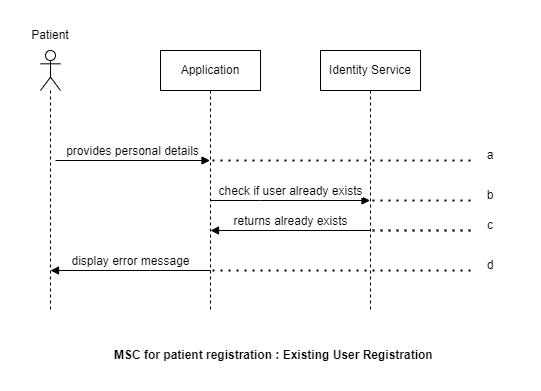 Patient
Application
Identity Service
provides personal details
a
check if user already exists
b
returns already exists
c
display error message
d
MSC for patient registration : Existing User Registration